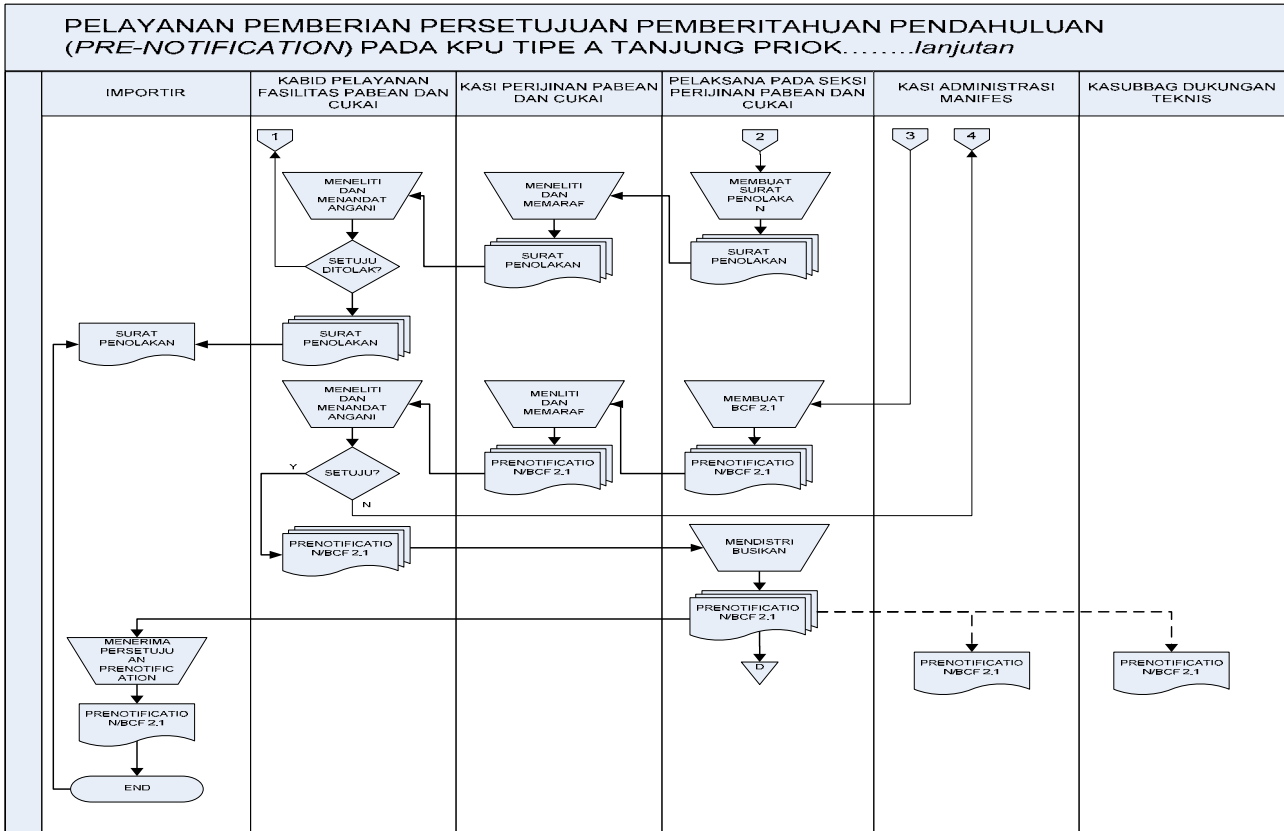 PELAYANAN PEMBERIAN PERSETUJUAN PEMBERITAHUAN PENDAHULUAN
(PRE-NOTIFICATION) PADA KPU TIPE A TANJUNG PRIOK........lanjutan
IMPORTIR
KABID PELAYANAN
FASILITAS PABEAN DAN
CUKAI
KASI PERIJINAN PABEAN
DAN CUKAI
PELAKSANA PADA SEKSI
PERIJINAN PABEAN DAN
CUKAI
KASI ADMINISTRASI
MANIFES
KASUBBAG DUKUNGAN
TEKNIS
1
2
3
4
MENELITI
DAN
MENANDAT
ANGANI
MENELITI
DAN
MEMARAF
MEMBUAT
SURAT
PENOLAKA
N
SETUJU
DITOLAK?
SURAT
PENOLAKAN
SURAT
PENOLAKAN
SURAT
PENOLAKAN
SURAT
PENOLAKAN
MENELITI
DAN
MENANDAT
ANGANI
MENLITI
DAN
MEMARAF
MEMBUAT
BCF 2.1
Y
SETUJU?
N
PRENOTIFICATIO
N/BCF 2.1
PRENOTIFICATIO
N/BCF 2.1
PRENOTIFICATIO
N/BCF 2.1
MENDISTRI
BUSIKAN
PRENOTIFICATIO
N/BCF 2.1
MENERIMA
PERSETUJU
AN
PRENOTIFIC
ATION
D
PRENOTIFICATIO
N/BCF 2.1
PRENOTIFICATIO
N/BCF 2.1
PRENOTIFICATIO
N/BCF 2.1
END